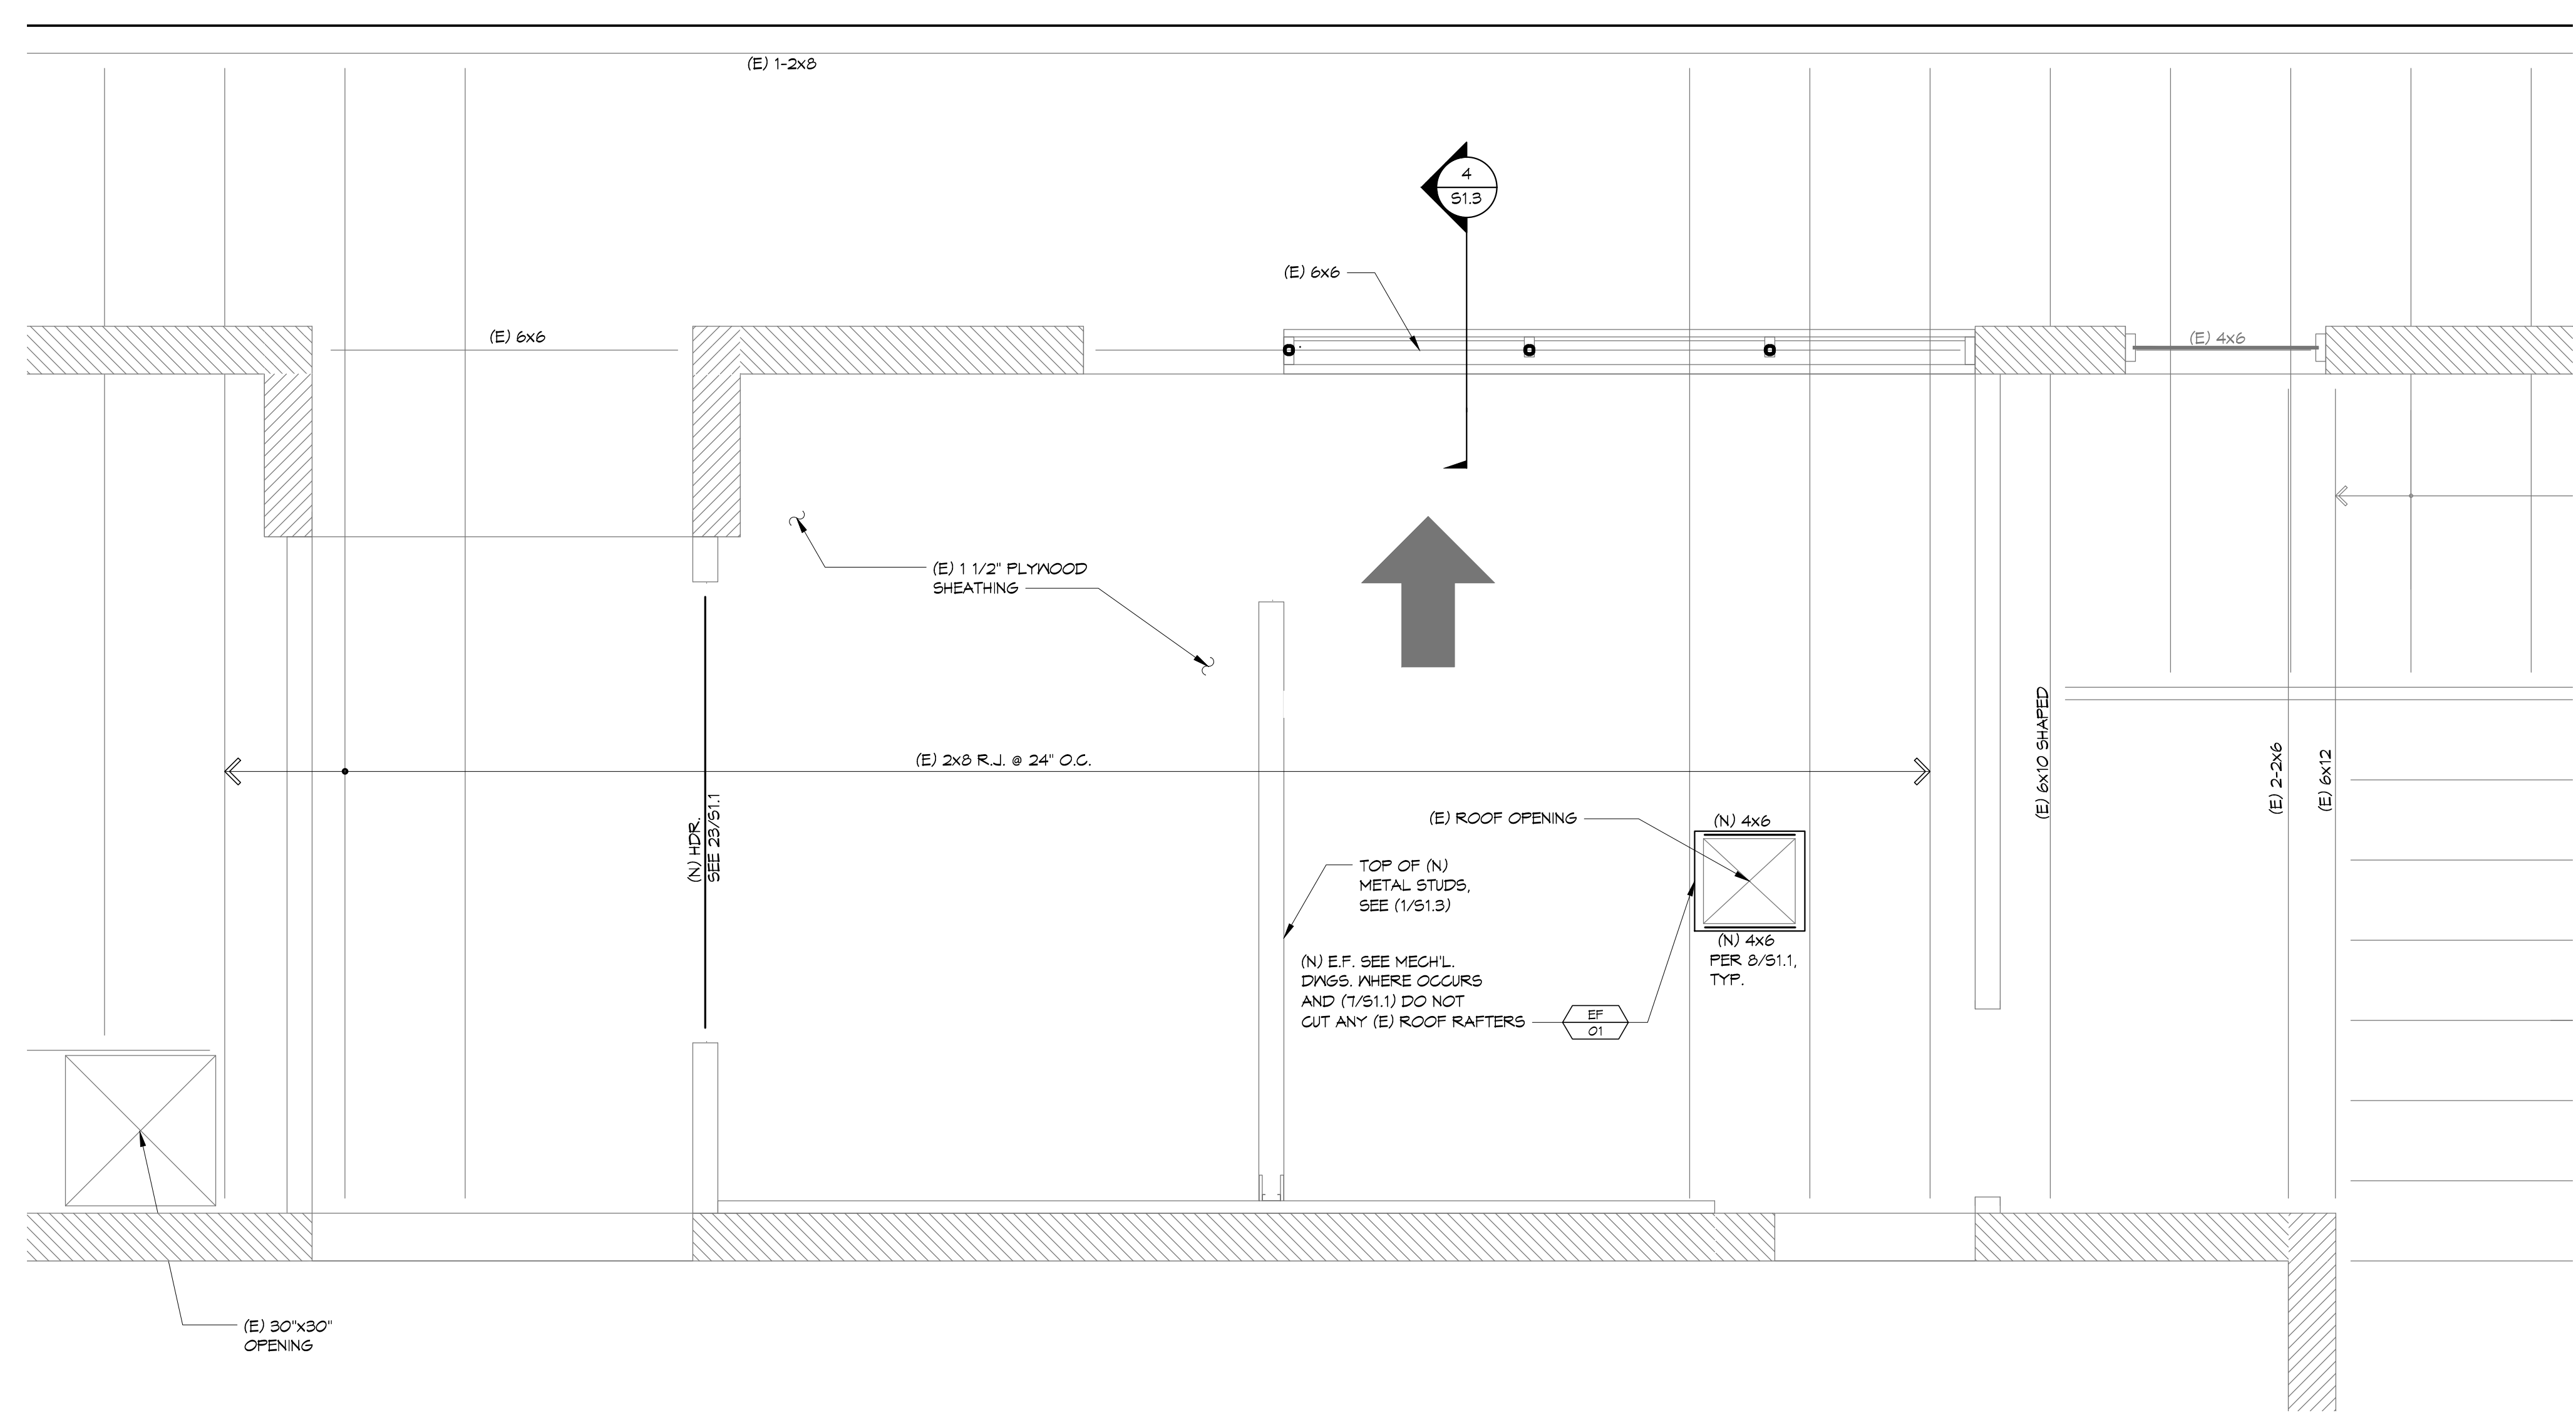 (E) 1-2x8
4
S1.3
(E) 6x6
(E) 6x6
(E) 4x6
(E) 1 1/2" PLYWOOD
SHEATHING
(E) 2x8 R.J. @ 24" O.C.
(E) 6x10 SHAPED
(E) 2-2x6
(E) 6x12
(N) HDR.
SEE 23/S1.1
(E) ROOF OPENING
(N) 4x6
TOP OF (N)
METAL STUDS,
SEE (1/S1.3)
(N) 4x6
PER 8/S1.1,
TYP.
(N) E.F. SEE MECH'L.
DWGS. WHERE OCCURS
AND (7/S1.1) DO NOT
CUT ANY (E) ROOF RAFTERS
EF
01
(E) 30"x30"
OPENING